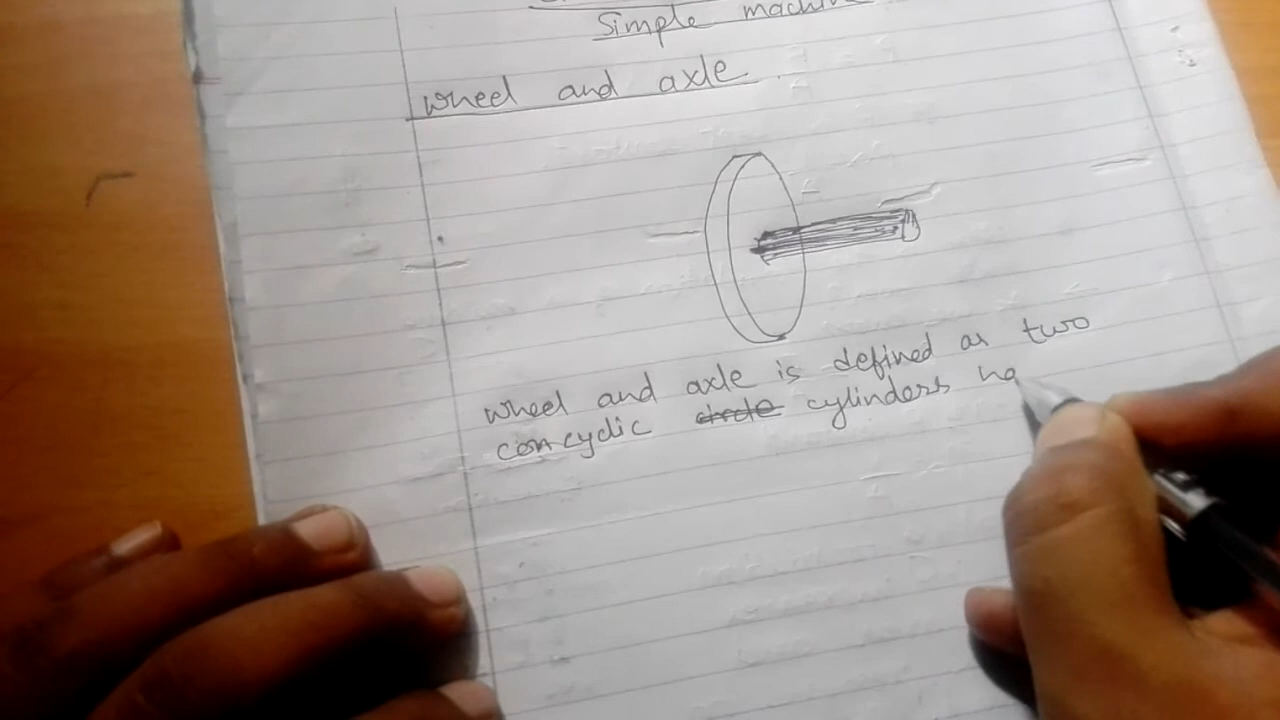 Simple machine
wheel and axle
wheel and axle is defined as two
concyclic circle cylinders ha